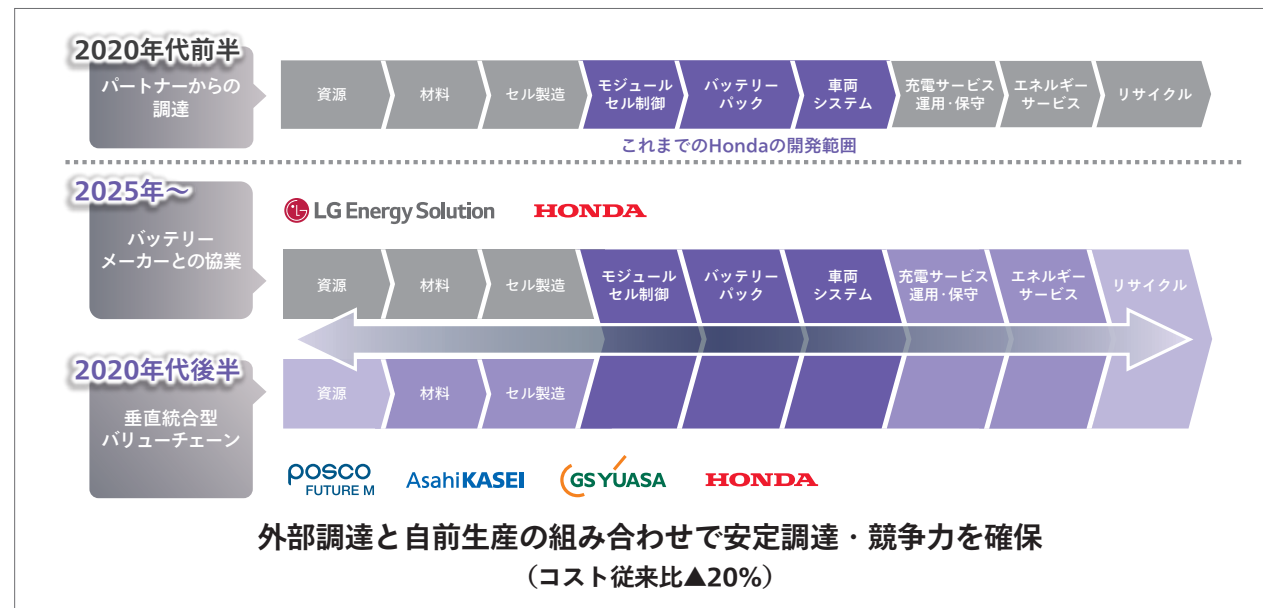 2020年代前半
パートナーからの
調達
資源
材料
セル製造
モジュール
セル制御
バッテリー
パック
車両
システム
充電サービス
運用・保守
エネルギー
サービス
リサイクル
これまでのHondaの開発範囲
2025年〜
バッテリー
メーカーとの協業
LG Energy Solution
HONDA
資源
材料
セル製造
モジュール
セル制御
バッテリー
パック
車両
システム
充電サービス
運用・保守
エネルギー
サービス
リサイクル
2020年代後半
垂直統合型
バリューチェーン
資源
材料
セル製造
posco
FUTURE M
AsahiKASEI
GS YUASA
HONDA
外部調達と自前生産の組み合わせで安定調達・競争力を確保
（コスト従来比▲20%）